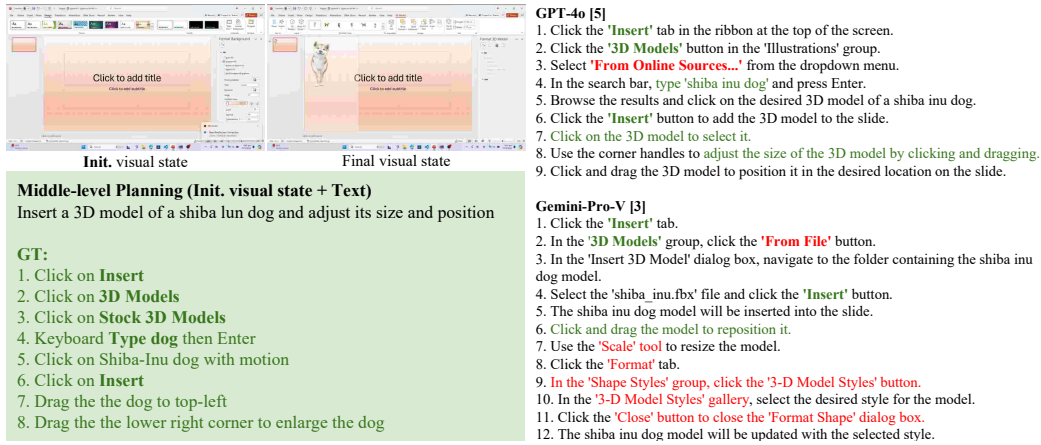 Click to add title
Click to add subtitle
Format Background
Click to add title
Click to add subtitle
Format 3D Model
Init. visual state
Final visual state
Middle-level Planning (Init. visual state + Text)
Insert a 3D model of a shiba lun dog and adjust its size and position
GT:
1. Click on Insert
2. Click on 3D Models
3. Click on Stock 3D Models
4. Keyboard Type dog then Enter
5. Click on Shiba-Inu dog with motion
6. Click on Insert
7. Drag the the dog to top-left
8. Drag the the lower right corner to enlarge the dog
GPT-4o [5]
1. Click the 'Insert' tab in the ribbon at the top of the screen.
2. Click the '3D Models' button in the 'Illustrations' group.
3. Select 'From Online Sources...' from the dropdown menu.
4. In the search bar, type 'shiba inu dog' and press Enter.
5. Browse the results and click on the desired 3D model of a shiba inu dog.
6. Click the 'Insert' button to add the 3D model to the slide.
7. Click on the 3D model to select it.
8. Use the corner handles to adjust the size of the 3D model by clicking and dragging.
9. Click and drag the 3D model to position it in the desired location on the slide.
Gemini-Pro-V [3]
1. Click the 'Insert' tab.
2. In the '3D Models' group, click the 'From File' button.
3. In the 'Insert 3D Model' dialog box, navigate to the folder containing the shiba inu
dog model.
4. Select the 'shiba_inu.fbx' file and click the 'Insert' button.
5. The shiba inu dog model will be inserted into the slide.
6. Click and drag the model to reposition it.
7. Use the 'Scale' tool to resize the model.
8. Click the 'Format' tab.
9. In the 'Shape Styles' group, click the '3-D Model Styles' button.
10. In the '3-D Model Styles' gallery, select the desired style for the model.
11. Click the 'Close' button to close the 'Format Shape' dialog box.
12. The shiba inu dog model will be updated with the selected style.